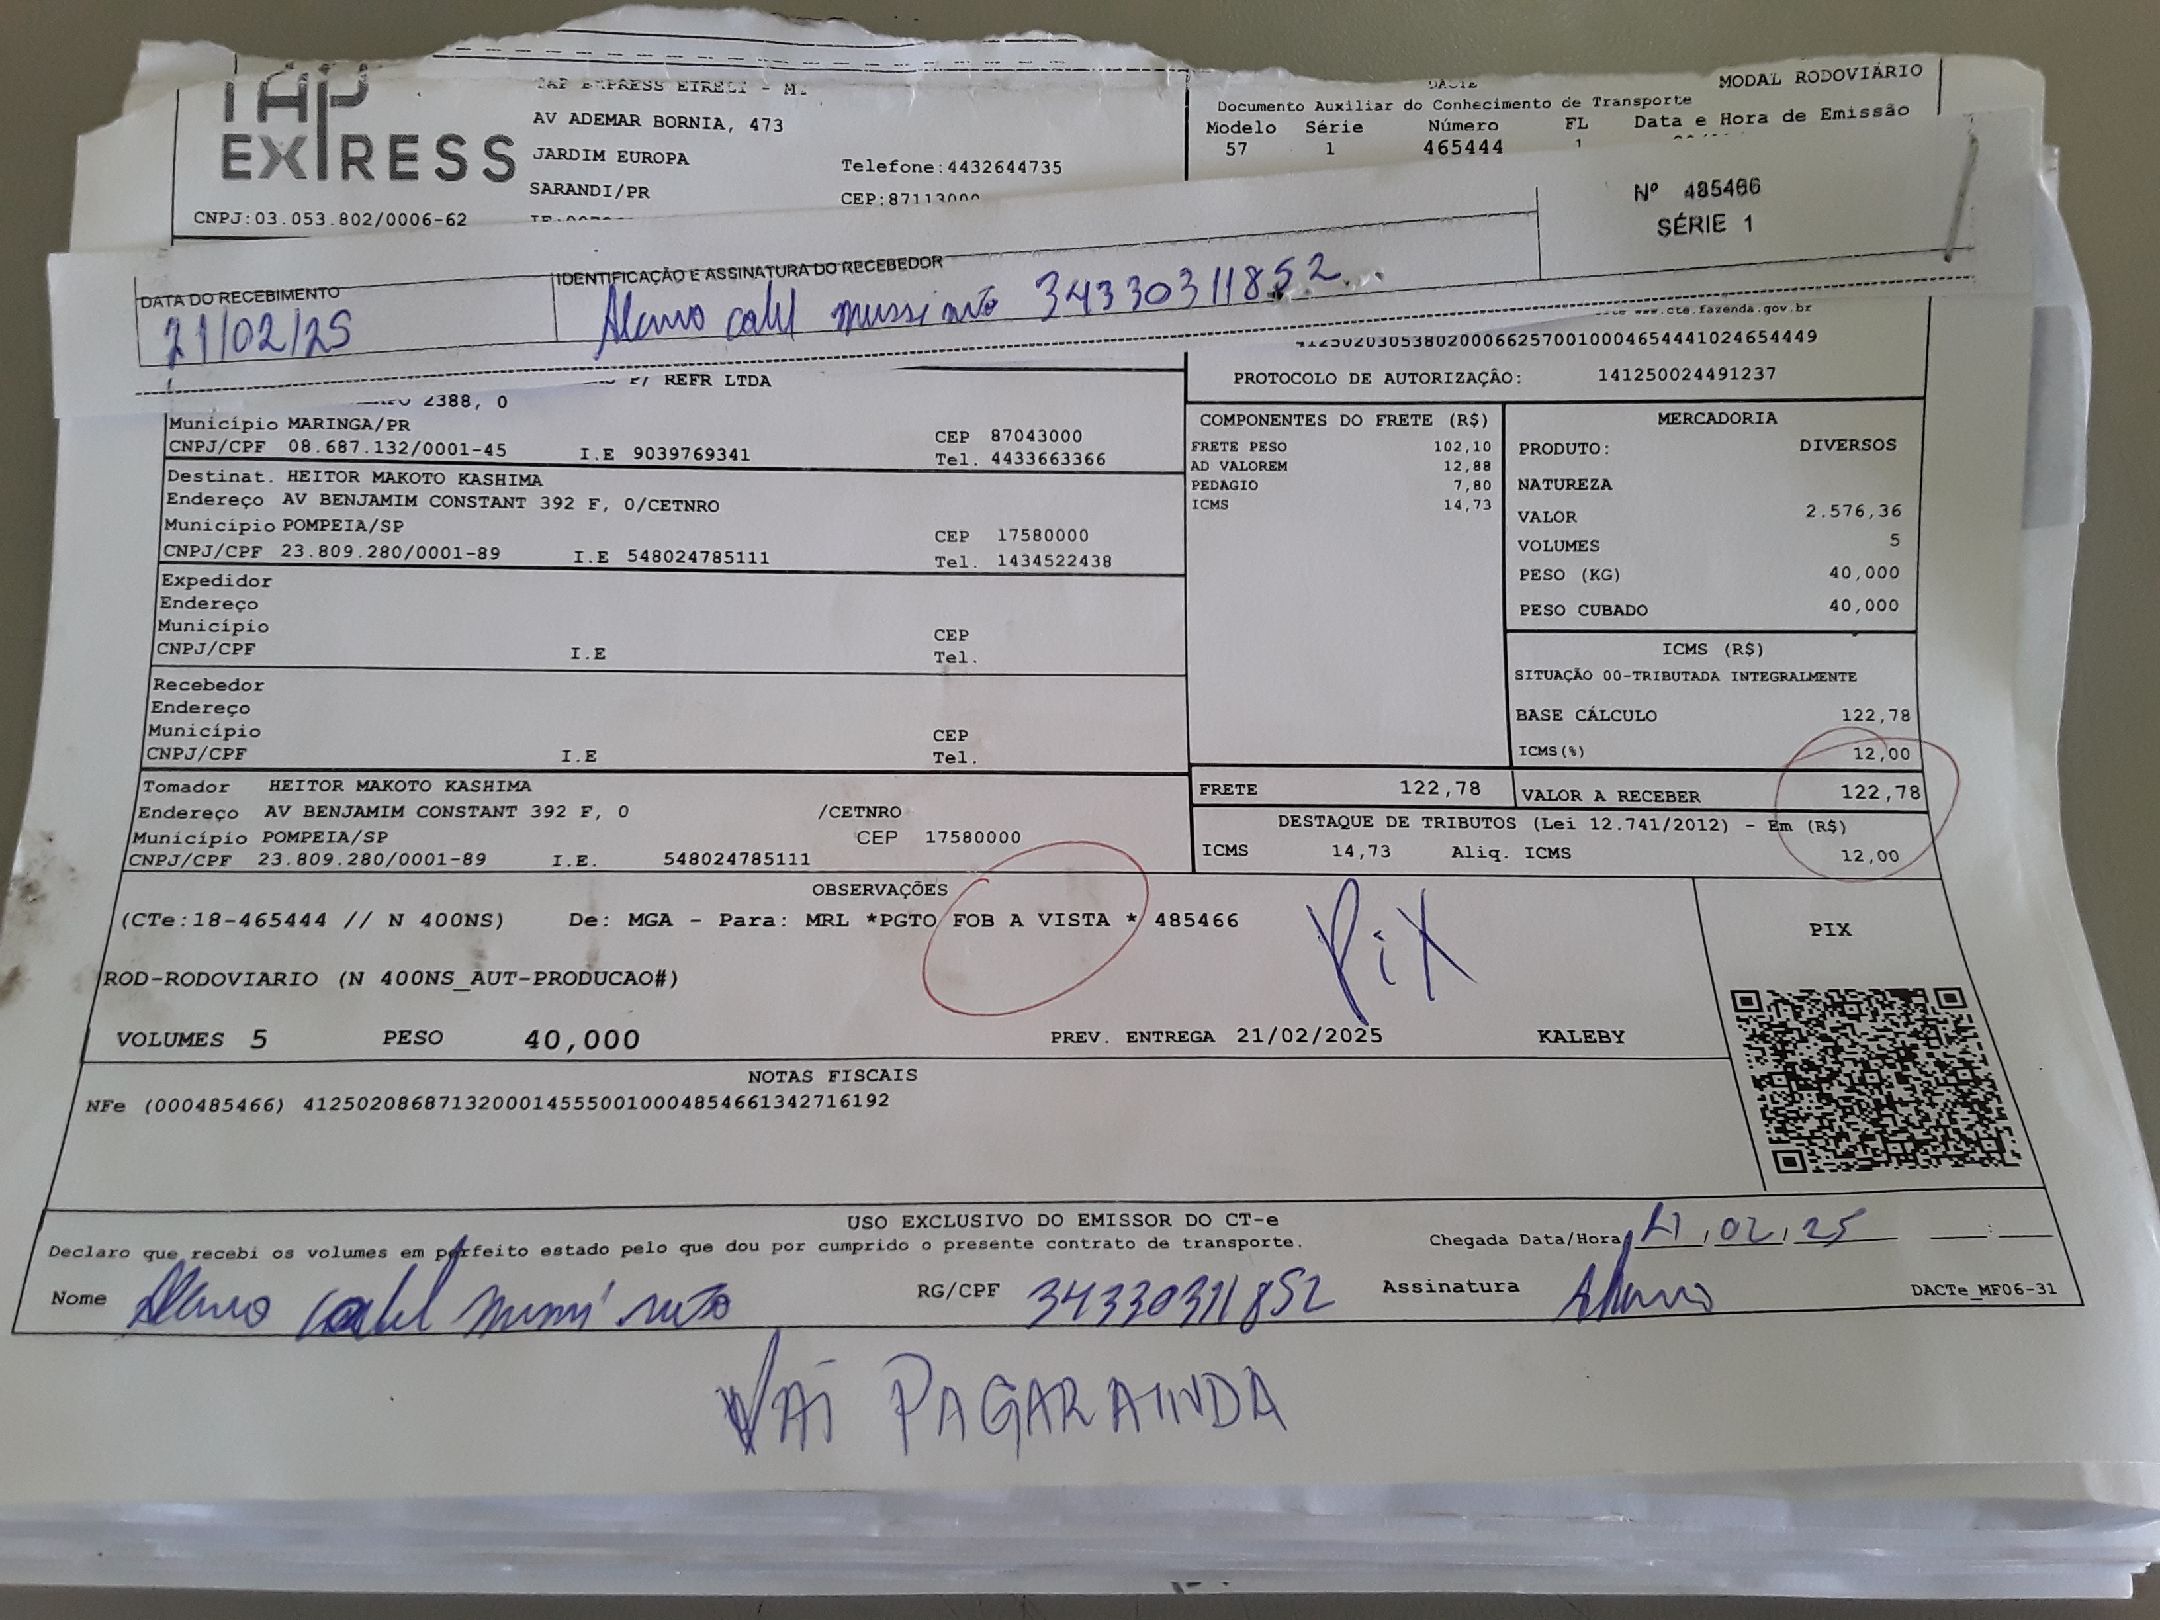 TAP
EXPRESS
TAP EXPRESS EIRELI - M
AV ADEMAR BORNIA, 473
JARDIM EUROPA
Telefone:4432644735
SARANDI/PR
CEP:87113000
CNPJ:03.053.802/0006-62
DACTE
MODAL RODOVIÁRIO
Documento Auxiliar do Conhecimento de Transporte
Modelo Série Número FL Data e Hora de Emissão
57 1 465444 1
Nº 485466
SÉRIE 1
DATA DO RECEBIMENTO
21/02/25
IDENTIFICAÇÃO E ASSINATURA DO RECEBEDOR
34330311852
www.cte.fazenda.gov.br
41250203053802000662570010004654441024654449
PROTOCOLO DE AUTORIZAÇÃO: 141250024491237
P/ REFR LTDA
2388, 0
Município MARINGA/PR
CEP 87043000
CNPJ/CPF 08.687.132/0001-45 I.E 9039769341 Tel. 4433663366
Destinat. HEITOR MAKOTO KASHIMA
Endereço AV BENJAMIM CONSTANT 392 F, 0/CETNRO
Município POMPEIA/SP CEP 17580000
CNPJ/CPF 23.809.280/0001-89 I.E 548024785111 Tel. 1434522438
Expedidor
Endereço
Município CEP
CNPJ/CPF I.E Tel.
Recebedor
Endereço
Município CEP
CNPJ/CPF I.E Tel.
Tomador HEITOR MAKOTO KASHIMA
Endereço AV BENJAMIM CONSTANT 392 F, 0 /CETNRO
Município POMPEIA/SP CEP 17580000
CNPJ/CPF 23.809.280/0001-89 I.E. 548024785111
COMPONENTES DO FRETE (R$)
FRETE PESO 102,10
AD VALOREM 12,88
PEDAGIO 7,80
ICMS 14,73
MERCADORIA
PRODUTO: DIVERSOS
NATUREZA
VALOR 2.576,36
VOLUMES 5
PESO (KG) 40,000
PESO CUBADO 40,000
ICMS (R$)
SITUAÇÃO 00-TRIBUTADA INTEGRALMENTE
BASE CÁLCULO 122,78
ICMS(%) 12,00
FRETE 122,78 VALOR A RECEBER 122,78
DESTAQUE DE TRIBUTOS (Lei 12.741/2012) - Em (R$)
ICMS 14,73 Aliq. ICMS 12,00
OBSERVAÇÕES
(CTe:18-465444 // N 400NS) De: MGA - Para: MRL *PGTO FOB A VISTA * 485466
PiX
PIX
ROD-RODOVIARIO (N 400NS_AUT-PRODUCAO#)
VOLUMES 5 PESO 40,000 PREV. ENTREGA 21/02/2025 KALEBY
NOTAS FISCAIS
NFe (000485466) 41250208687132000145550010004854661342716192
USO EXCLUSIVO DO EMISSOR DO CT-e
Declaro que recebi os volumes em perfeito estado pelo que dou por cumprido o presente contrato de transporte.
Chegada Data/Hora 21,02,25 :
Nome
RG/CPF 34330311852 Assinatura
DACTe_MF06-31
VAI PAGAR AINDA